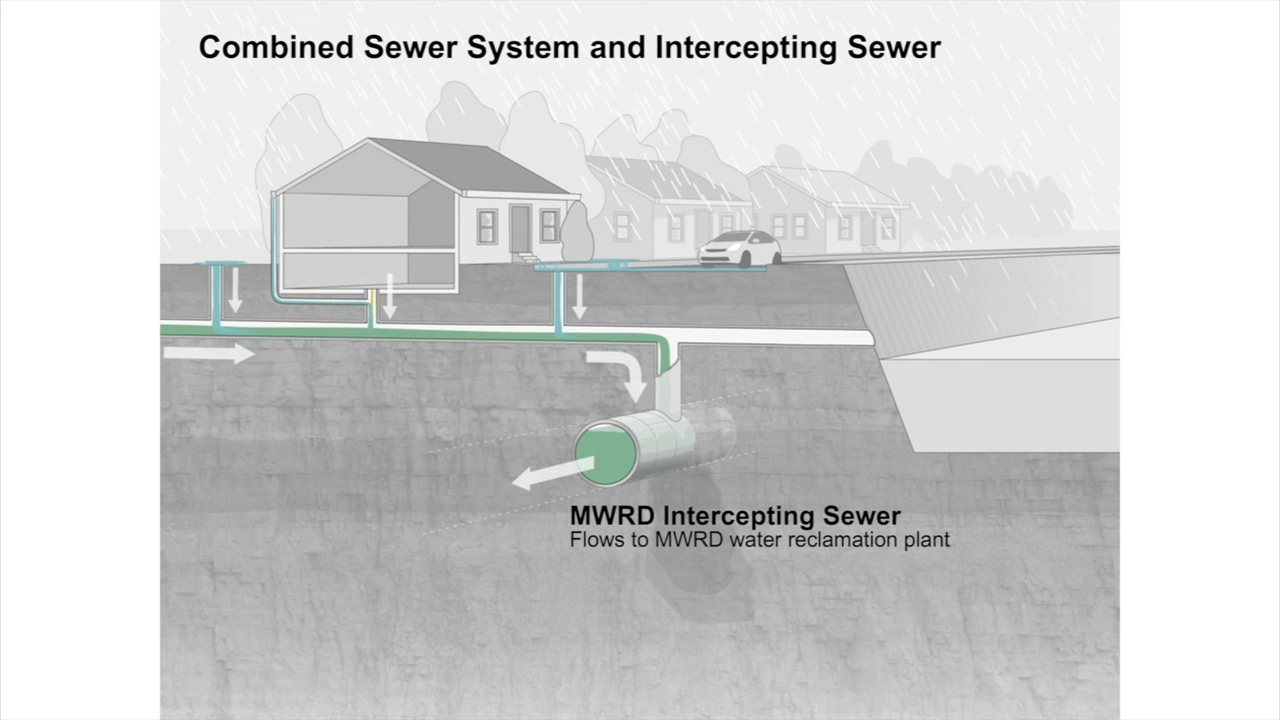 Combined Sewer System and Intercepting Sewer
MWRD Intercepting Sewer
Flows to MWRD water reclamation plant